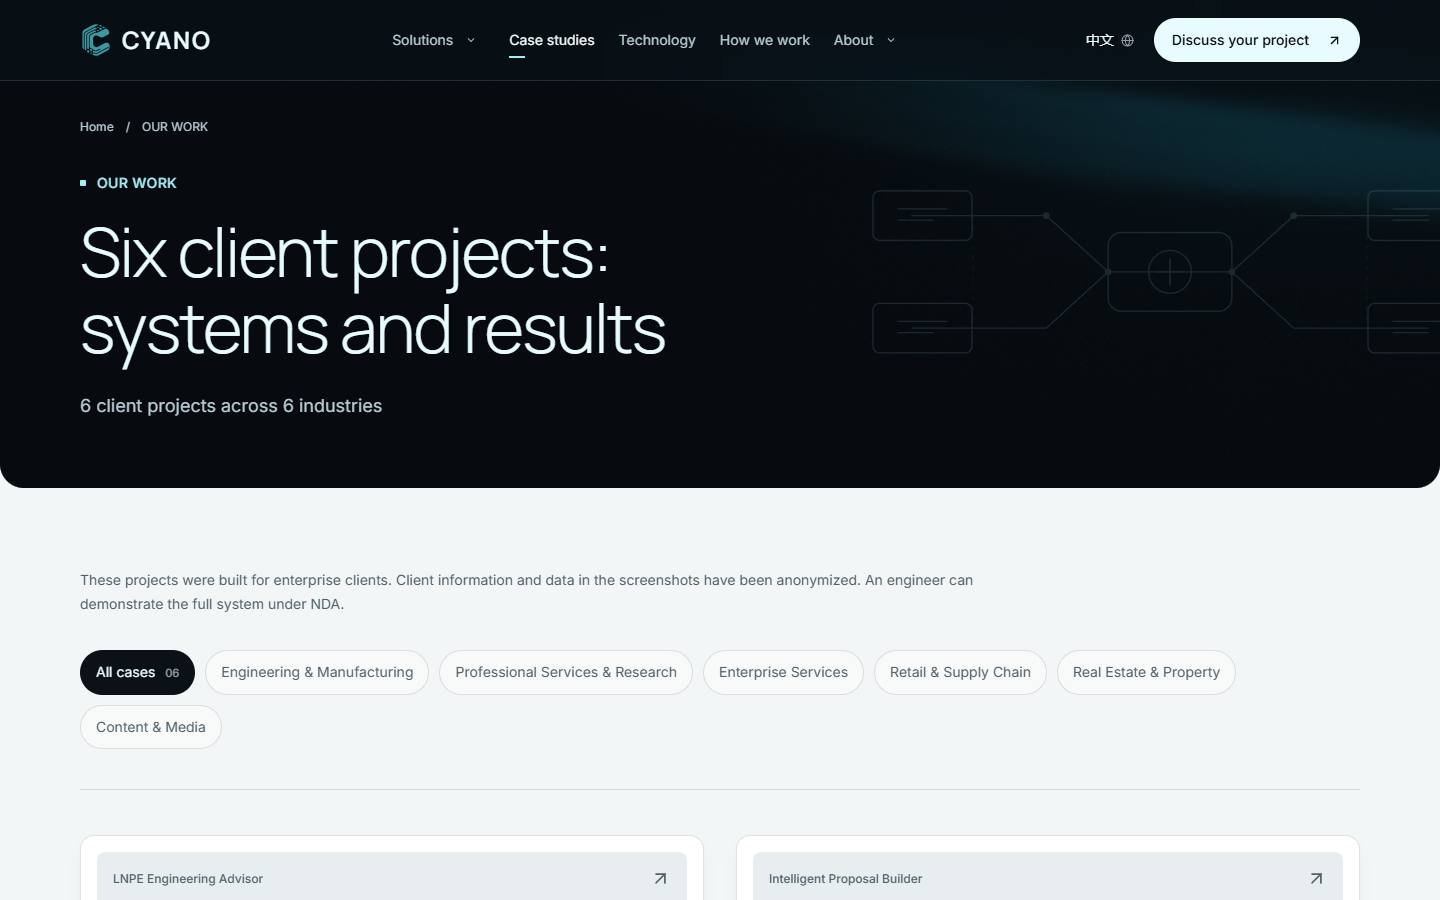 CYANO
Solutions
Case studies
Technology
How we work
About
中文
Discuss your project
Home / OUR WORK
OUR WORK
Six client projects:
systems and results
6 client projects across 6 industries
These projects were built for enterprise clients. Client information and data in the screenshots have been anonymized. An engineer can
demonstrate the full system under NDA.
All cases 06
Engineering & Manufacturing
Professional Services & Research
Enterprise Services
Retail & Supply Chain
Real Estate & Property
Content & Media
LNPE Engineering Advisor
Intelligent Proposal Builder